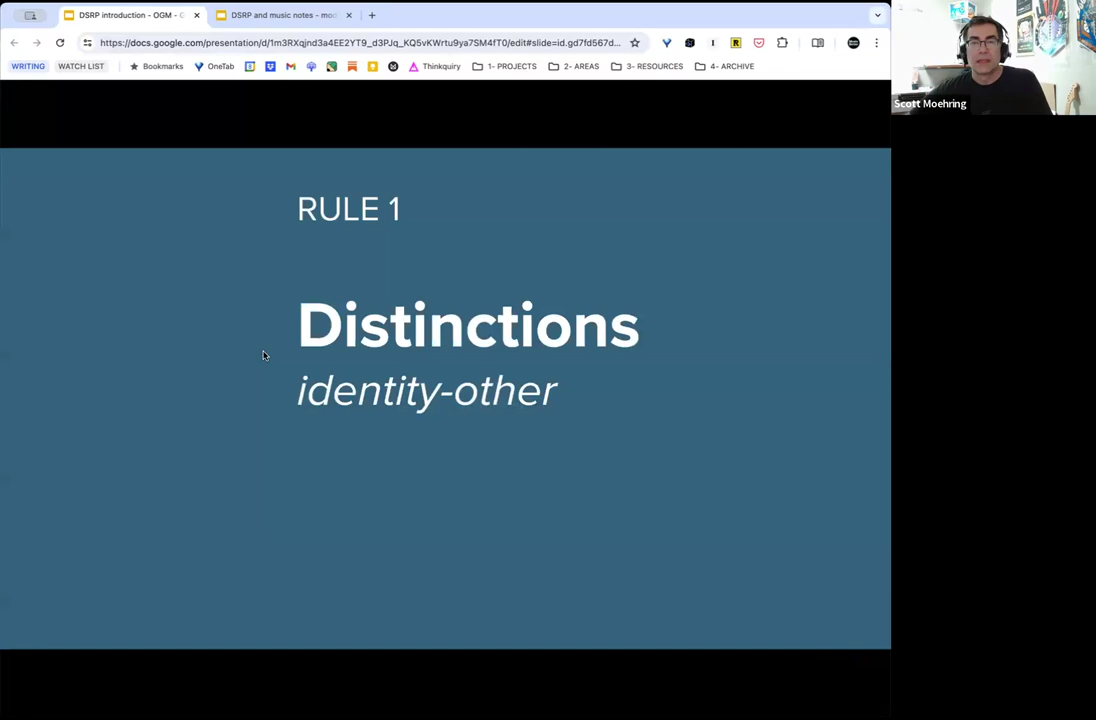 DSRP introduction - OGM - G
DSRP and music notes - mod
https://docs.google.com/presentation/d/1m3RXqjnd3a4EE2YT9_d3PJq_KQ5vKWrtu9ya7SM4fT0/edit#slide=id.gd7fd567d...
WRITING
WATCH LIST
Bookmarks
OneTab
Thinkquiry
1- PROJECTS
2- AREAS
3- RESOURCES
4- ARCHIVE
Scott Moehring
RULE 1
Distinctions
identity-other